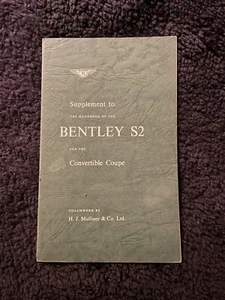 Supplement to
THE HANDBOOK OF THE
BENTLEY S2
FOR THE
Convertible Coupe
COACHWORK BY
H. J. Mulliner & Co. Ltd.